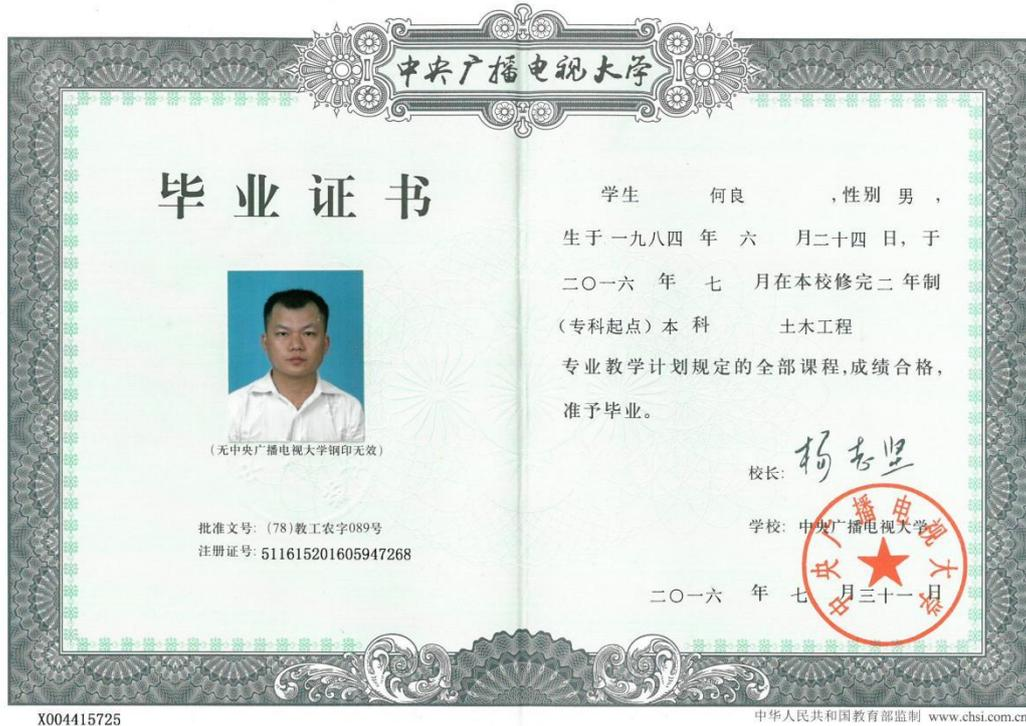 中央广播电视大学
毕业证书
(无中央广播电视大学钢印无效)
批准文号: (78)教工农字089号
注册证号: 511615201605947268
学生 何良 ,性别 男 ,
生于 一九八四 年 六 月二十四 日, 于
二〇一六 年 七 月在本校修完 二 年制
(专科起点) 本 科 土木工程
专业教学计划规定的全部课程,成绩合格,
准予毕业。
校长: 杨志坚
学校: 中央广播电视大学
中央广播电视大学
二〇一六 年 七 月三十一日
X004415725
中华人民共和国教育部监制 www.chsi.com.cn